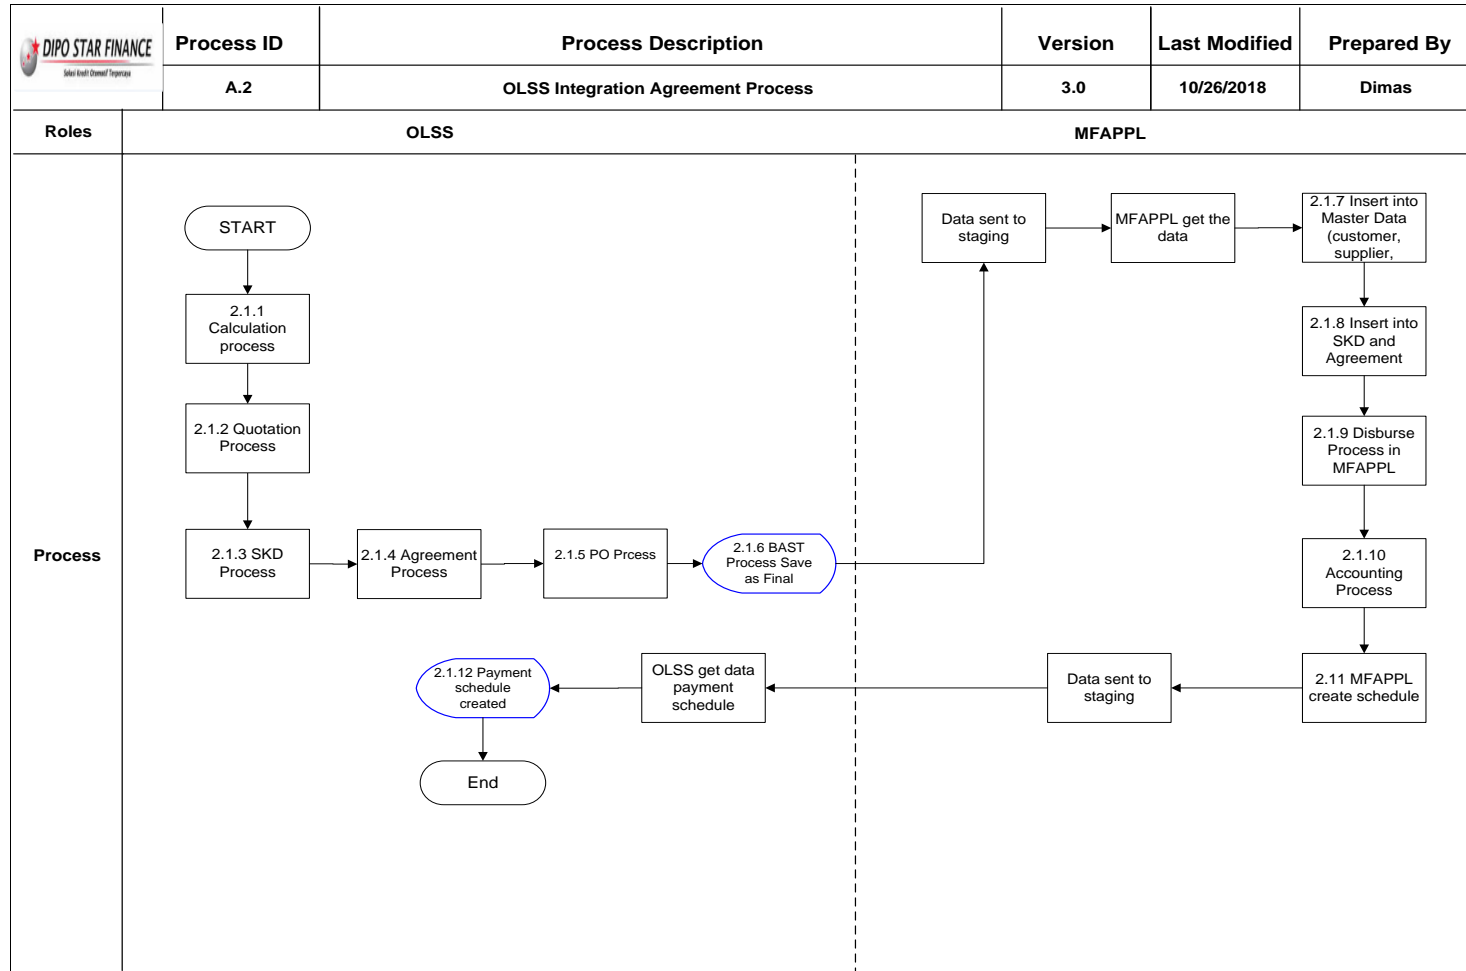 DIPO STAR FINANCE
Solusi Kredit Otomotif Terpercaya
Process ID
Process Description
Version
Last Modified
Prepared By
A.2
OLSS Integration Agreement Process
3.0
10/26/2018
Dimas
Roles
OLSS
MFAPPL
Process
START
2.1.1
Calculation
process
2.1.2 Quotation
Process
2.1.3 SKD
Process
2.1.4 Agreement
Process
2.1.5 PO Prcess
2.1.6 BAST
Process Save
as Final
Data sent to
staging
MFAPPL get the
data
2.1.7 Insert into
Master Data
(customer,
supplier,
2.1.8 Insert into
SKD and
Agreement
2.1.9 Disburse
Process in
MFAPPL
2.1.10
Accounting
Process
2.11 MFAPPL
create schedule
Data sent to
staging
OLSS get data
payment
schedule
2.1.12 Payment
schedule
created
End